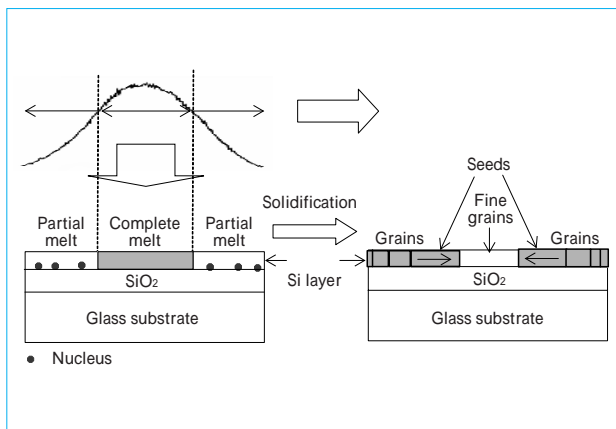 Seeds
Solidification
Fine
grains
Partial
melt
Complete
melt
Partial
melt
Grains
Grains
Si layer
SiO2
SiO2
Glass substrate
Glass substrate
Nucleus